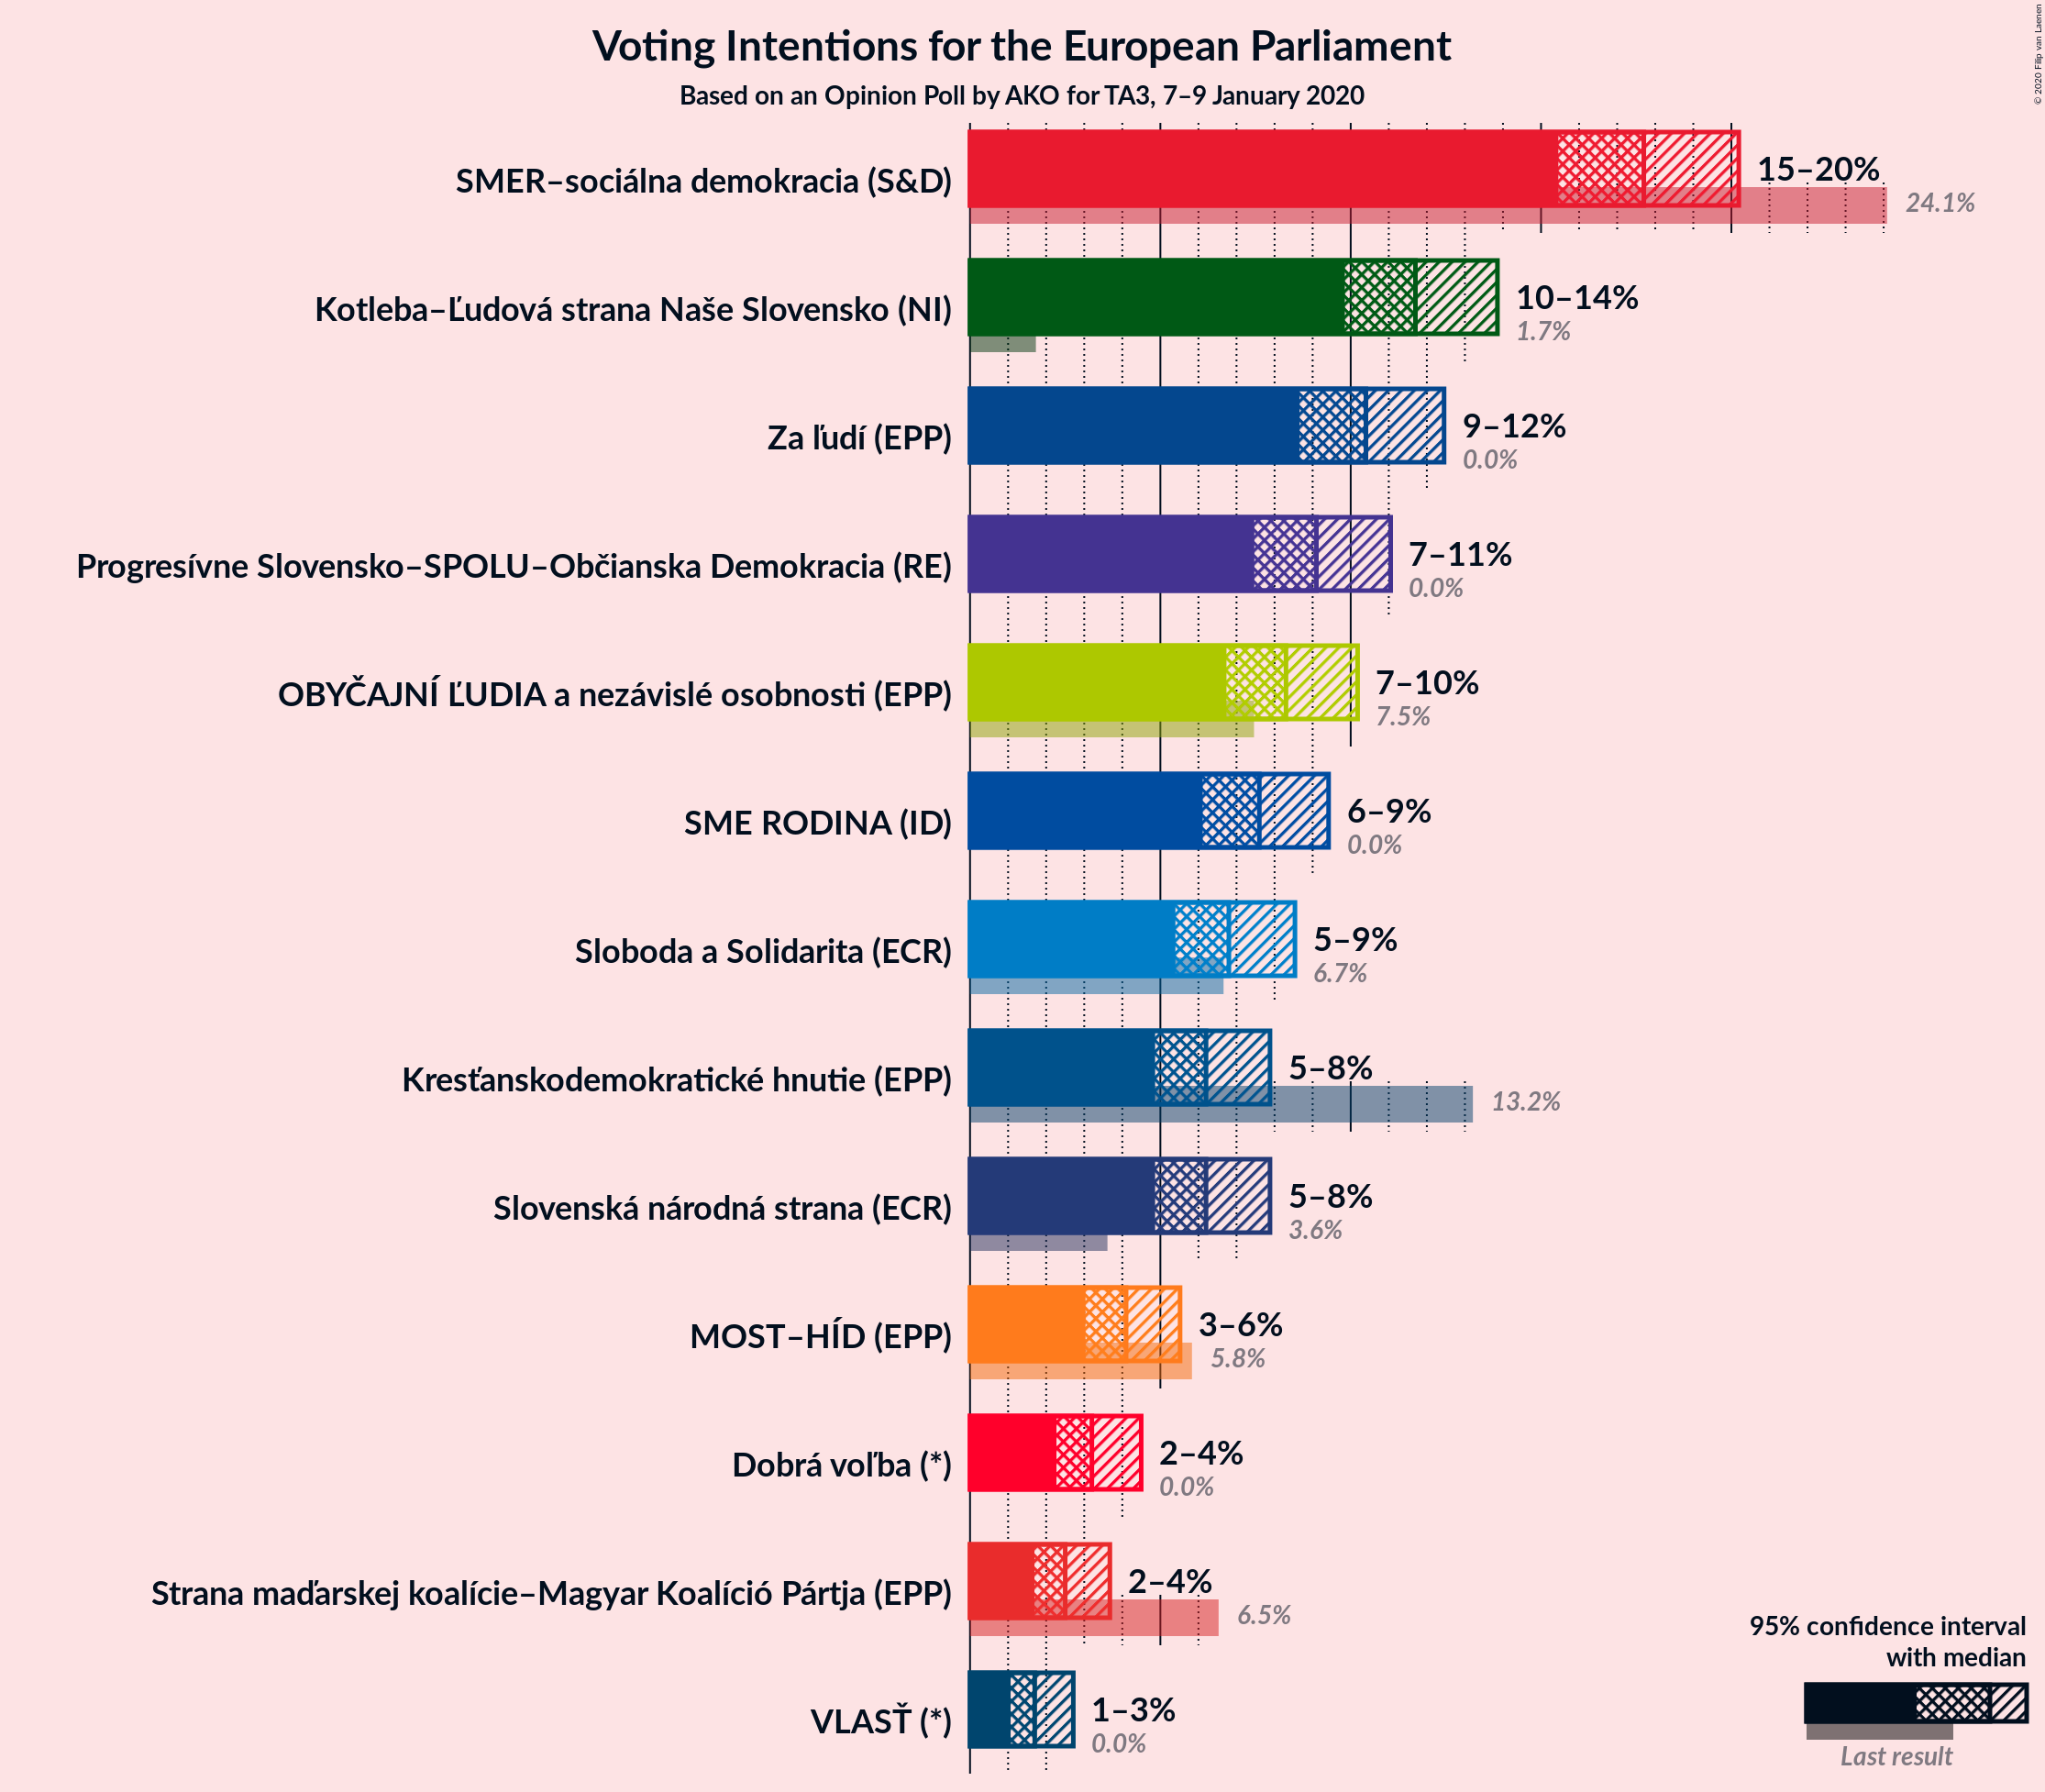 Voting Intentions for the European Parliament
Based on an Opinion Poll by AKO for TA3, 7–9 January 2020
© 2020 Filip van Laenen
SMER–sociálna demokracia (S&D)
15–20%
24.1%
Kotleba–Ľudová strana Naše Slovensko (NI)
10–14%
1.7%
Za ľudí (EPP)
9–12%
0.0%
Progresívne Slovensko–SPOLU–Občianska Demokracia (RE)
7–11%
0.0%
OBYČAJNÍ ĽUDIA a nezávislé osobnosti (EPP)
7–10%
7.5%
SME RODINA (ID)
6–9%
0.0%
Sloboda a Solidarita (ECR)
5–9%
6.7%
Kresťanskodemokratické hnutie (EPP)
5–8%
13.2%
Slovenská národná strana (ECR)
5–8%
3.6%
MOST–HÍD (EPP)
3–6%
5.8%
Dobrá voľba (*)
2–4%
0.0%
Strana maďarskej koalície–Magyar Koalíció Pártja (EPP)
2–4%
6.5%
VLASŤ (*)
1–3%
0.0%
95% confidence interval
with median
Last result